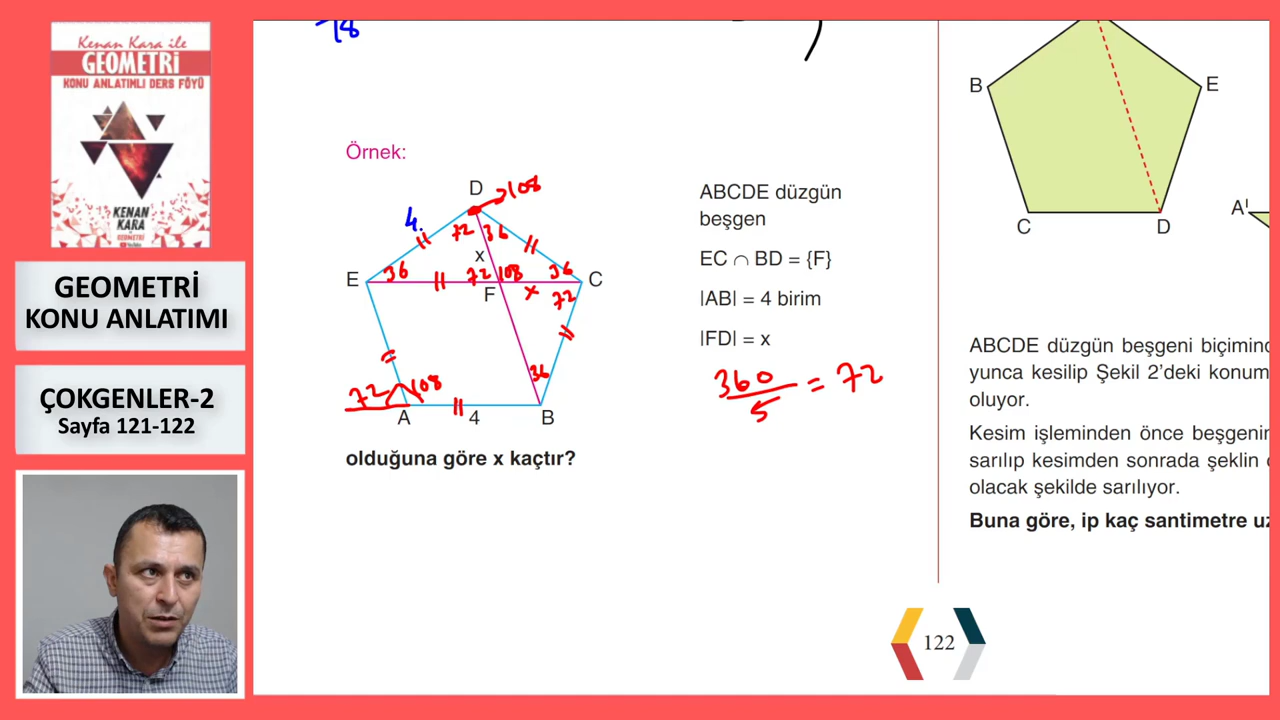 Kenan Kara ile
GEOMETRİ
KONU ANLATIMLI DERS FÖYÜ
KENAN
KARA
GEOMETRİ
KONU ANLATIMI
ÇOKGENLER-2
Sayfa 121-122
18
Örnek:
D
108
4
72
36
x
E
36
72
108
36
C
F
x
72
36
72
108
A
4
B
olduğuna göre x kaçtır?
ABCDE düzgün
beşgen
EC ∩ BD = {F}
|AB| = 4 birim
|FD| = x
360/5 = 72
B
E
C
D
A'
ABCDE düzgün beşgeni biçimind
yunca kesilip Şekil 2'deki konum
oluyor.
Kesim işleminden önce beşgenin
sarılıp kesimden sonrada şeklin
olacak şekilde sarılıyor.
Buna göre, ip kaç santimetre uz
122